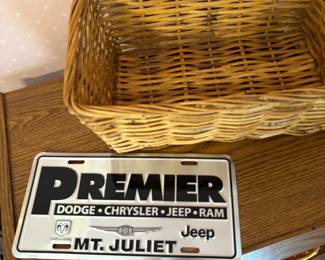 PREMIER
DODGE • CHRYSLER • JEEP • RAM
Jeep
MT. JULIET